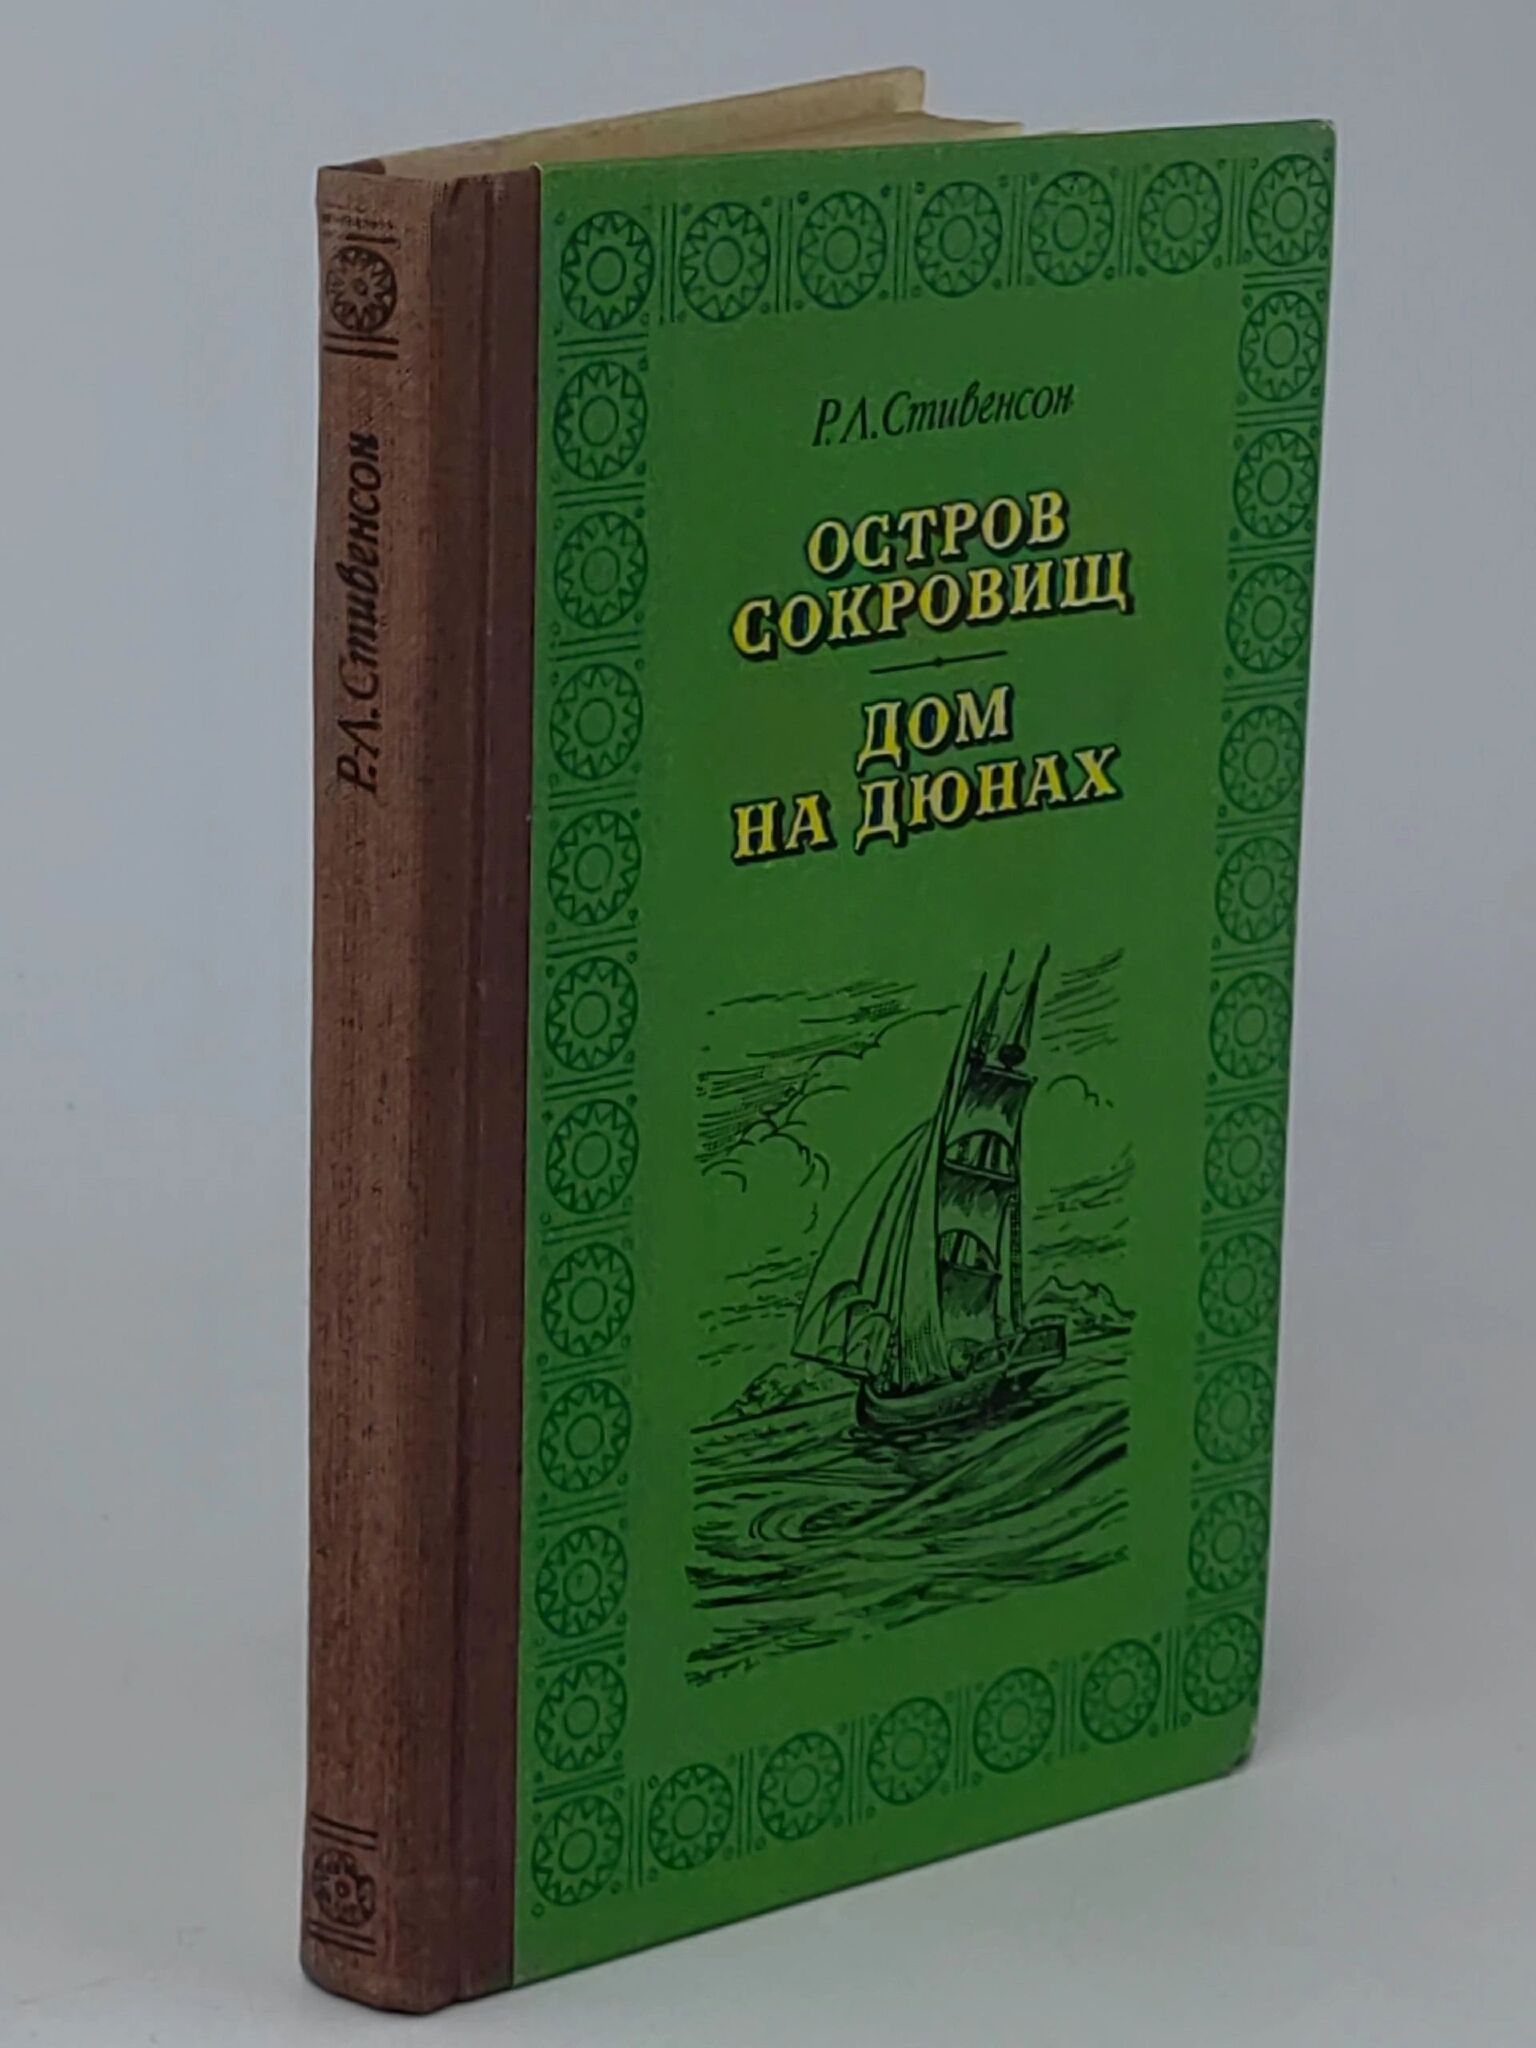 Р.Л.Стивенсон
Р.Л.Стивенсон
ОСТРОВ
СОКРОВИЩ
ДОМ
НА ДЮНАХ